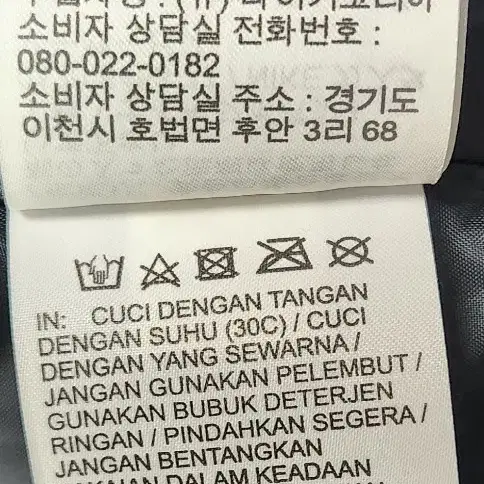 소비자 상담실 전화번호 :
080-022-0182
소비자 상담실 주소 : 경기도
이천시 호법면 후안 3리 68
IN: CUCI DENGAN TANGAN
DENGAN SUHU (30C) / CUCI
DENGAN YANG SEWARNA /
JANGAN GUNAKAN PELEMBUT /
GUNAKAN BUBUK DETERJEN
RINGAN / PINDAHKAN SEGERA /
JANGAN BENTANGKAN
DALAM KEADAAN